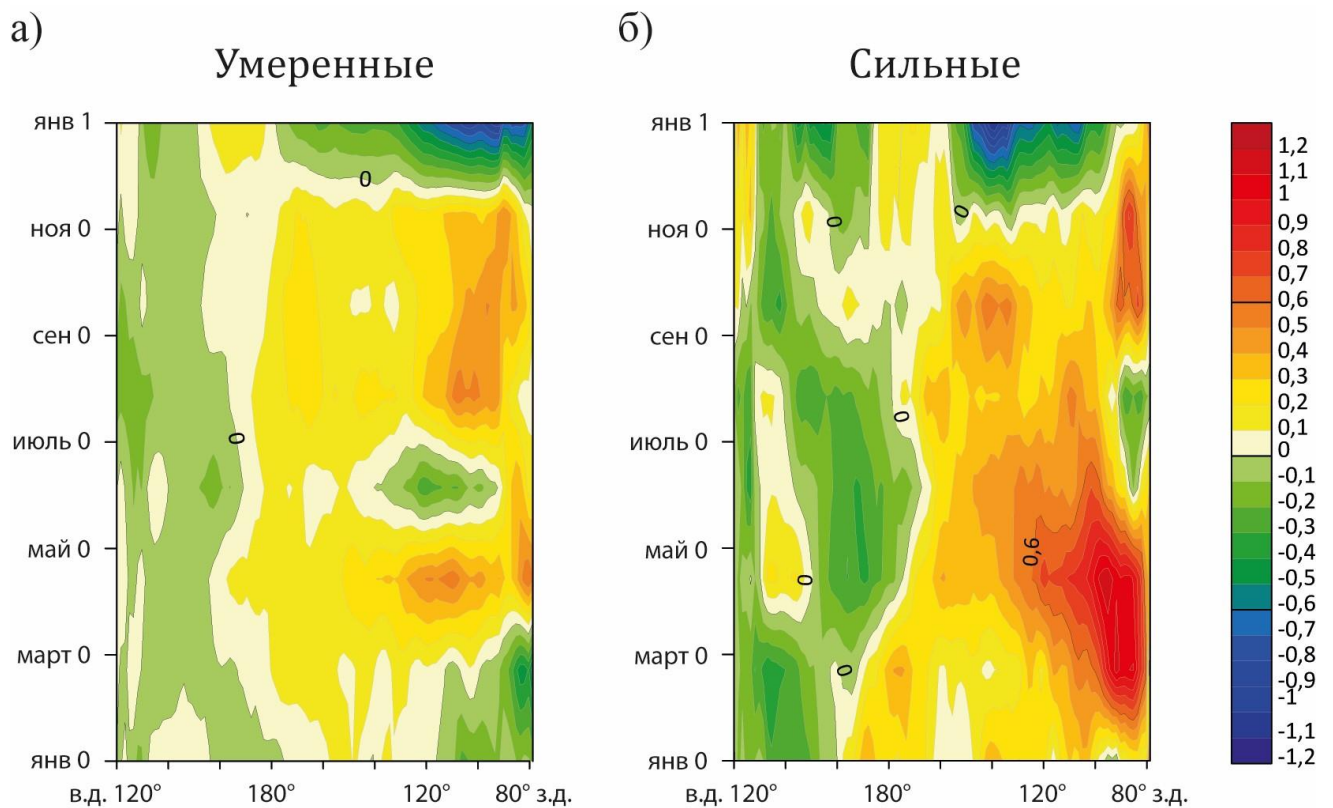 а)
б)
Умеренные
Сильные
янв 1
ноя 0
сен 0
июль 0
май 0
март 0
янв 0
0
0
в.д. 120°
180°
120°
80° з.д.
0
0
0
0
0,6
0
в.д. 120°
180°
120°
80° з.д.
1,2
1,1
1
0,9
0,8
0,7
0,6
0,5
0,4
0,3
0,2
0,1
0
-0,1
-0,2
-0,3
-0,4
-0,5
-0,6
-0,7
-0,8
-0,9
-1
-1,1
-1,2